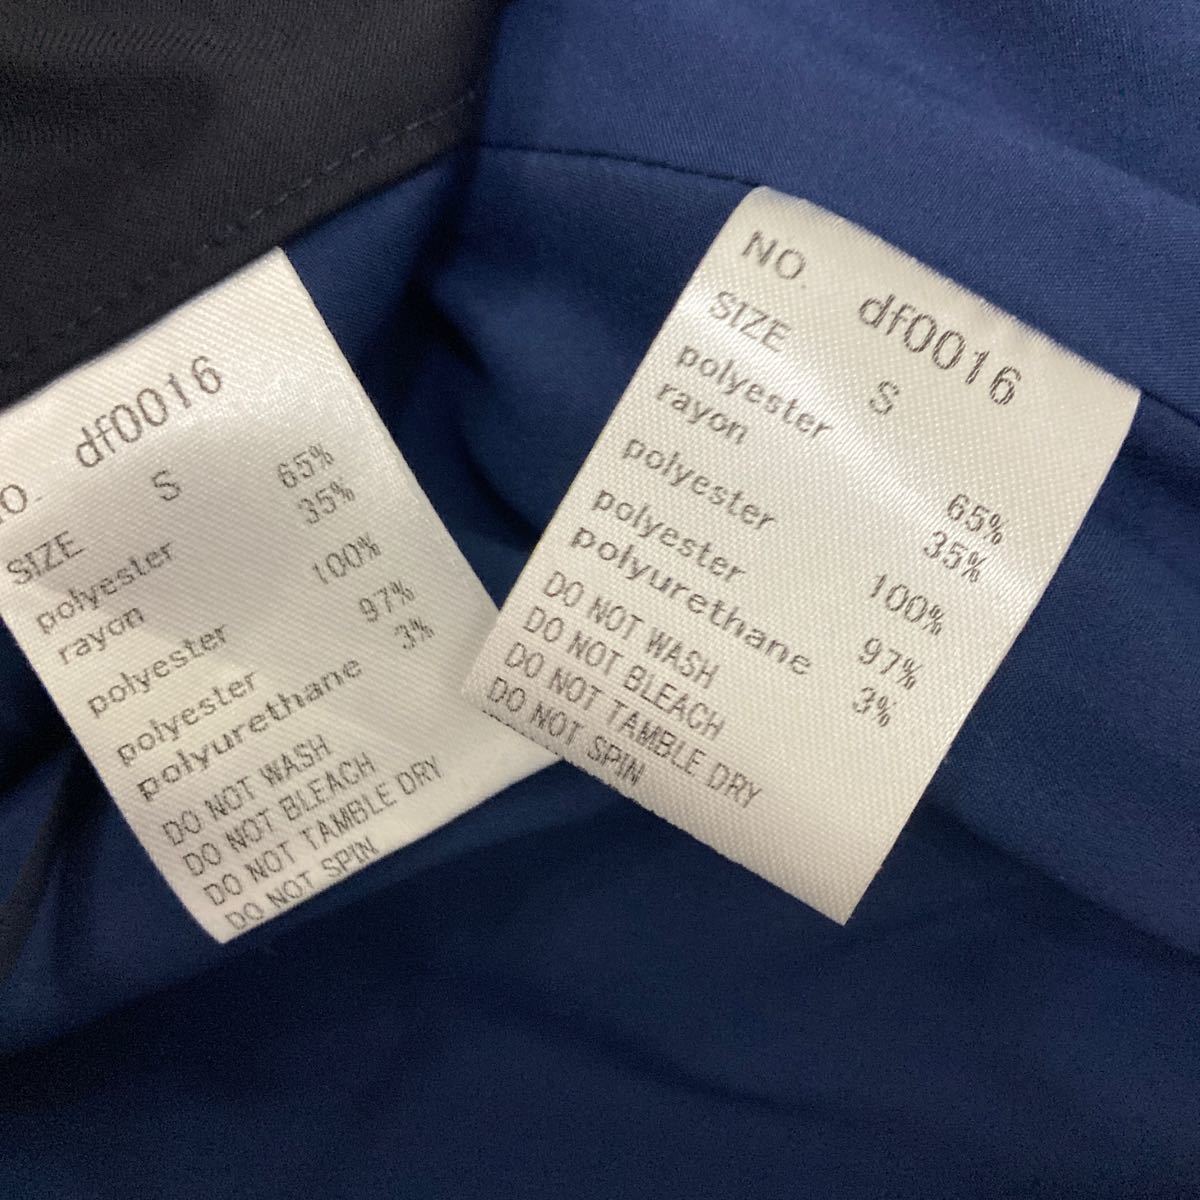 NO. df0016
SIZE S
polyester 65%
rayon 35%
polyester 100%
polyester 97%
polyurethane 3%
DO NOT WASH
DO NOT BLEACH
DO NOT TAMBLE DRY
DO NOT SPIN
NO. df0016
SIZE S
polyester 65%
rayon 35%
polyester 100%
polyester 97%
polyurethane 3%
DO NOT WASH
DO NOT BLEACH
DO NOT TAMBLE DRY
DO NOT SPIN